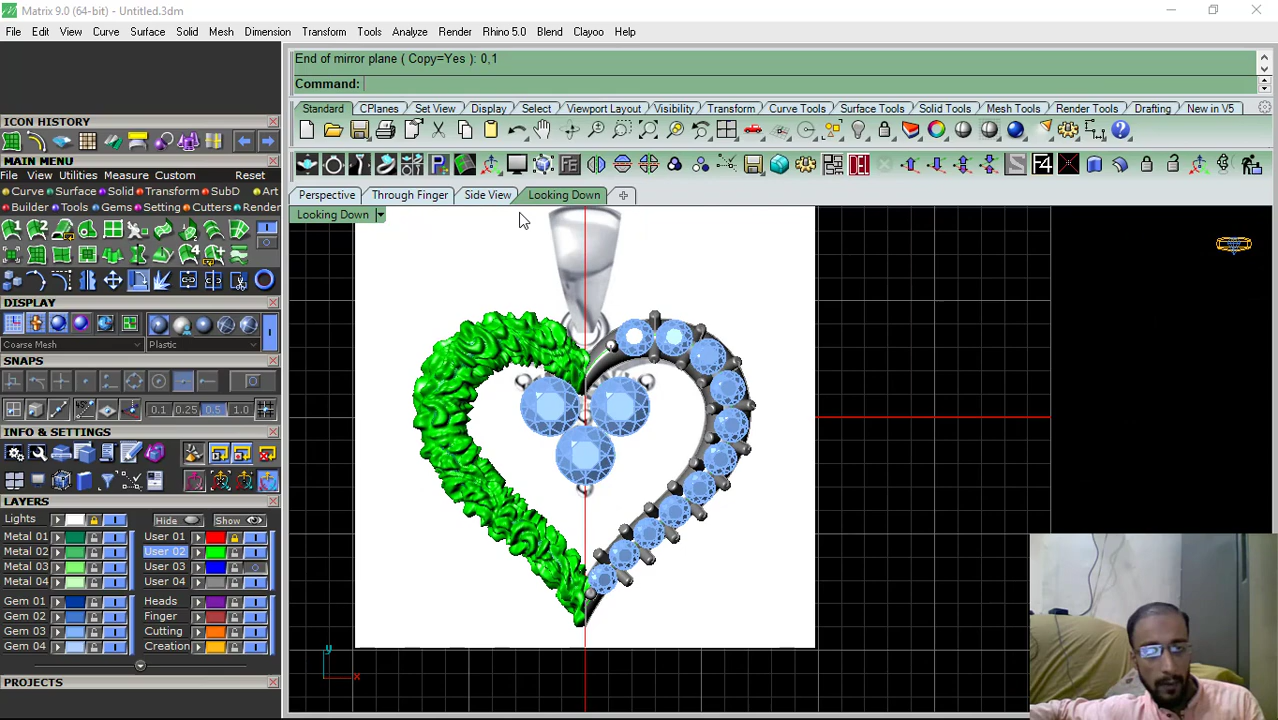 Matrix 9.0 (64-bit) - Untitled.3dm
File Edit View Curve Surface Solid Mesh Dimension Transform Tools Analyze Render Rhino 5.0 Blend Clayoo Help
End of mirror plane ( Copy=Yes ): 0,1
Command:
Standard CPlanes Set View Display Select Viewport Layout Visibility Transform Curve Tools Surface Tools Solid Tools Mesh Tools Render Tools Drafting New in V5
ICON HISTORY
MAIN MENU
File View Utilities Measure Custom Reset
Curve Surface Solid Transform SubD Art
Builder Tools Gems Setting Cutters Render
Perspective Through Finger Side View Looking Down
Looking Down
DISPLAY
Coarse Mesh Plastic
SNAPS
0.1 0.25 0.5 1.0
INFO & SETTINGS
LAYERS
Lights Hide Show
Metal 01 User 01
Metal 02 User 02
Metal 03 User 03
Metal 04 User 04
Gem 01 Heads
Gem 02 Finger
Gem 03 Cutting
Gem 04 Creation
PROJECTS
F4
y
x